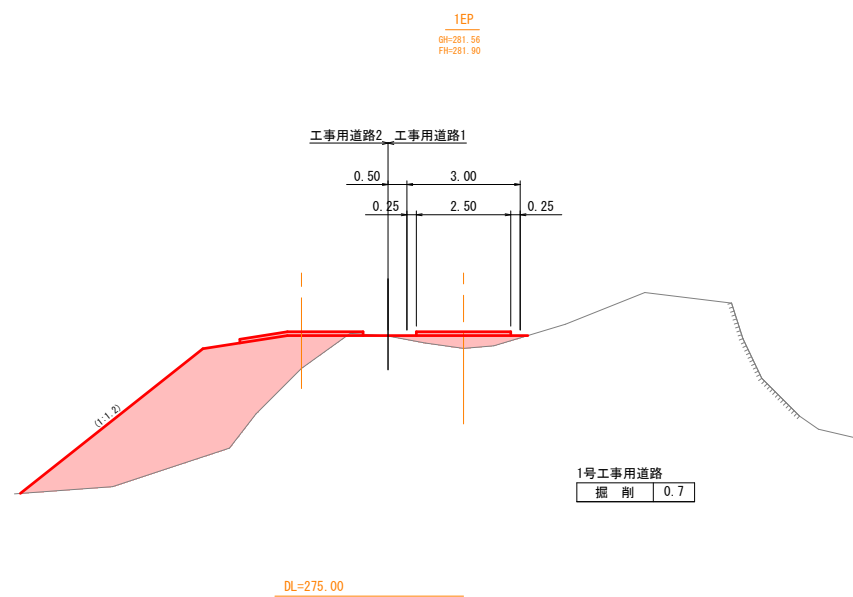 1EP
GH=281.56
FH=281.90
工事用道路2 工事用道路1
0.50 3.00
0.25 2.50 0.25
(1:1.2)
1号工事用道路
掘 削 0.7
DL=275.00